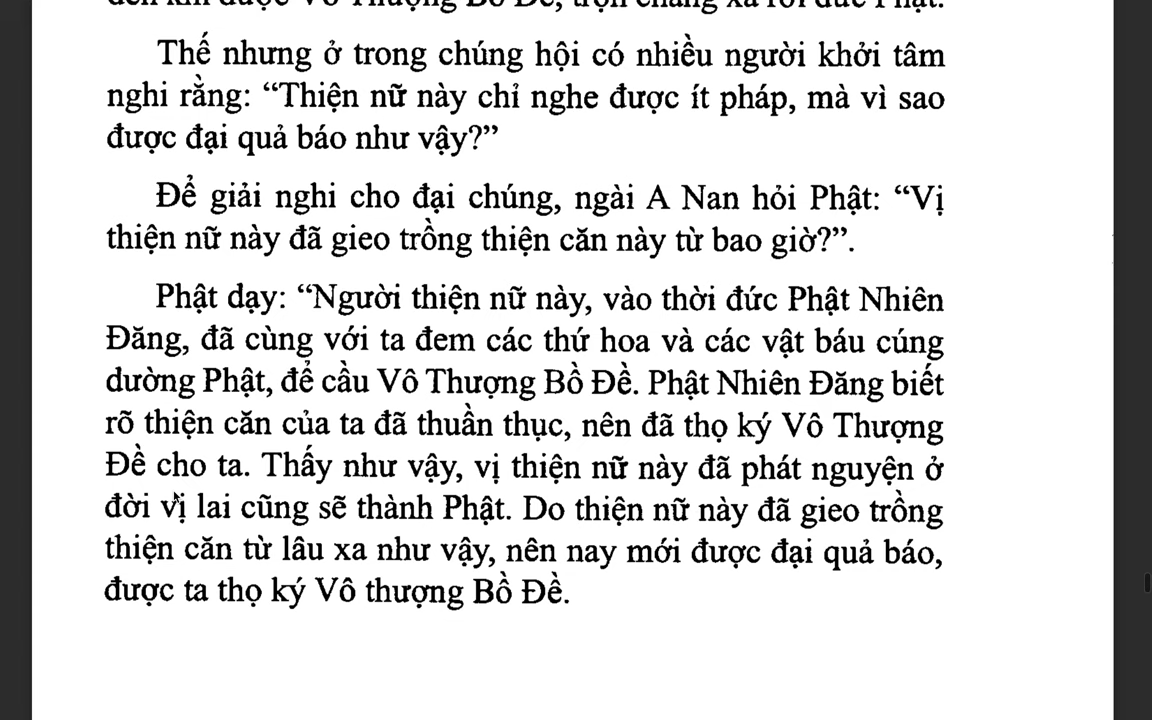 Thế nhưng ở trong chúng hội có nhiều người khởi tâm
nghi rằng: “Thiện nữ này chỉ nghe được ít pháp, mà vì sao
được đại quả báo như vậy?”
Để giải nghi cho đại chúng, ngài A Nan hỏi Phật: “Vị
thiện nữ này đã gieo trồng thiện căn này từ bao giờ?”.
Phật dạy: “Người thiện nữ này, vào thời đức Phật Nhiên
Đăng, đã cùng với ta đem các thứ hoa và các vật báu cúng
dường Phật, để cầu Vô Thượng Bồ Đề. Phật Nhiên Đăng biết
rõ thiện căn của ta đã thuần thục, nên đã thọ ký Vô Thượng
Đề cho ta. Thấy như vậy, vị thiện nữ này đã phát nguyện ở
đời vị lai cũng sẽ thành Phật. Do thiện nữ này đã gieo trồng
thiện căn từ lâu xa như vậy, nên nay mới được đại quả báo,
được ta thọ ký Vô thượng Bồ Đề.